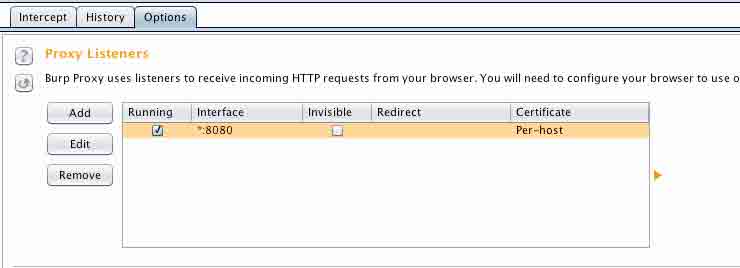 Intercept History Options
? Proxy Listeners
Burp Proxy uses listeners to receive incoming HTTP requests from your browser. You will need to configure your browser to use o
Add
Edit
Remove
Running Interface Invisible Redirect Certificate
*:8080 Per-host